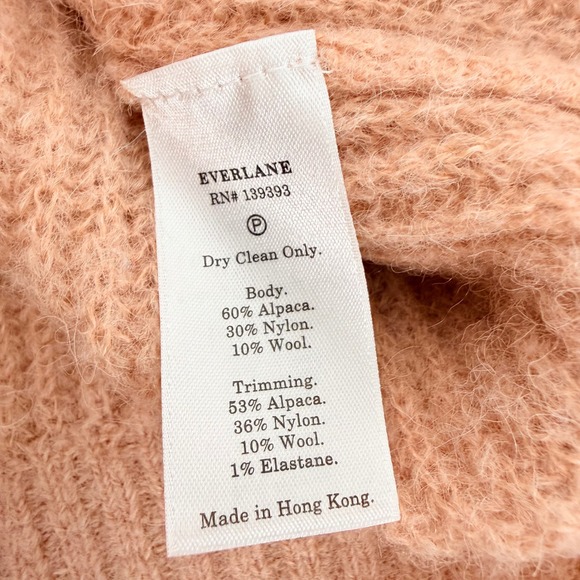 EVERLANE
RN# 139393
P
Dry Clean Only.
Body.
60% Alpaca.
30% Nylon.
10% Wool.
Trimming.
53% Alpaca.
36% Nylon.
10% Wool.
1% Elastane.
Made in Hong Kong.